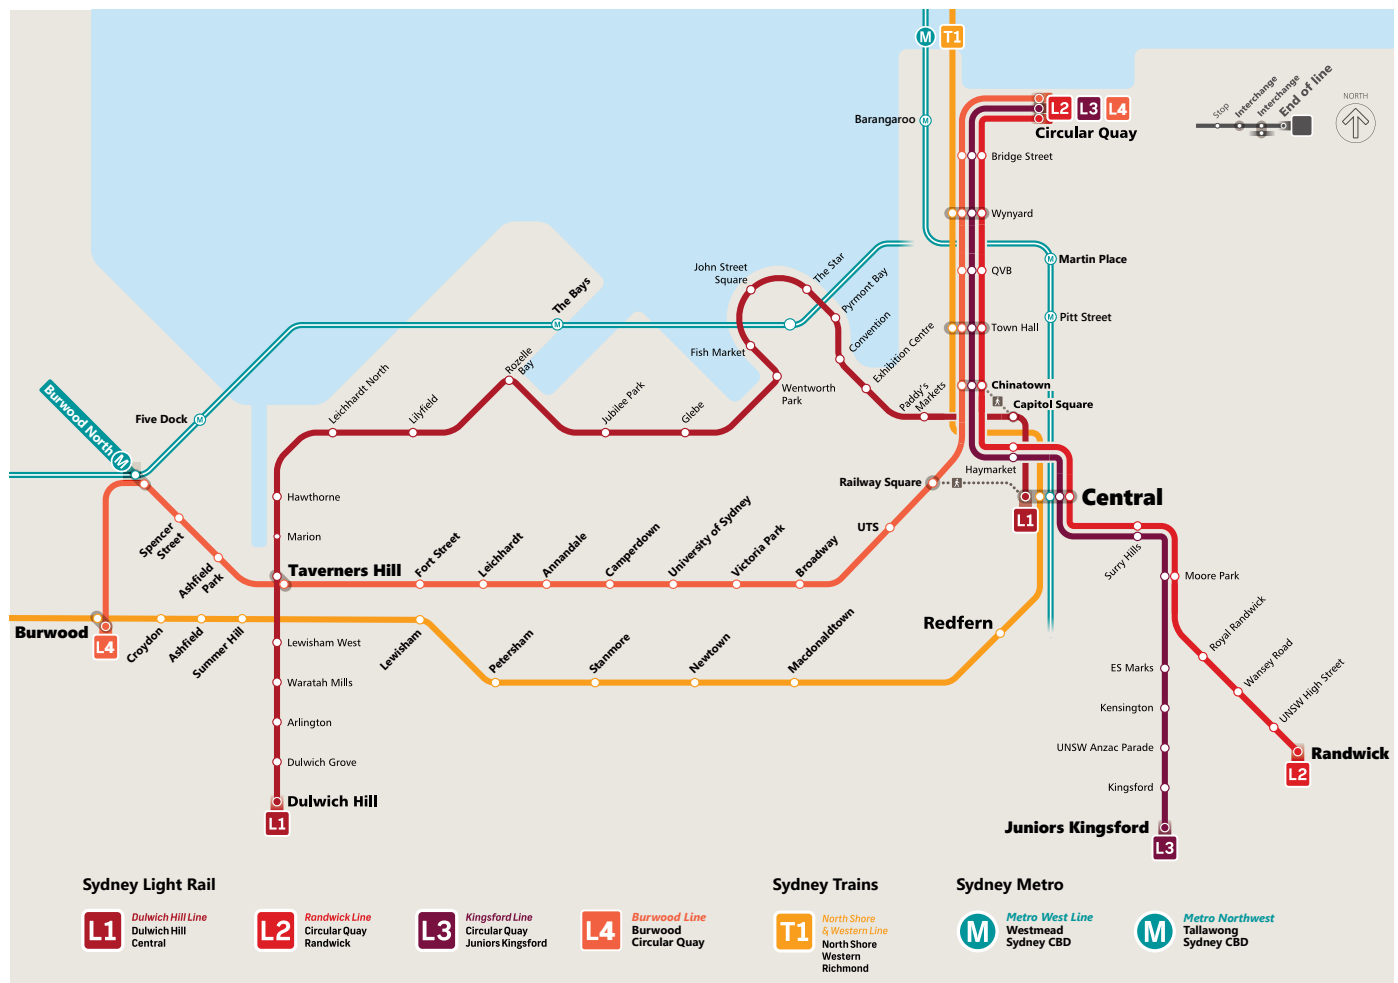 M
T1
Stop
Interchange
Interchange
End of line
NORTH
L2
L3
L4
Circular Quay
Barangaroo
M
Bridge Street
Wynyard
Martin Place
M
QVB
John Street
Square
The Star
Pyrmont Bay
The Bays
M
Pitt Street
M
Town Hall
Convention
Exhibition Centre
Fish Market
Rozelle
Bay
Leichhardt North
Wentworth
Park
Paddy's
Markets
Chinatown
Capitol Square
Burwood North
M
Five Dock
M
Lilyfield
Jubilee Park
Glebe
Haymarket
Railway Square
Central
L1
Hawthorne
Marion
Spencer
Street
Ashfield
Park
Taverners Hill
Fort Street
Leichhardt
Annandale
Camperdown
University of Sydney
Victoria Park
Broadway
UTS
Surry Hills
Moore Park
Royal Randwick
Wansey Road
UNSW High Street
Burwood
L4
Croydon
Ashfield
Summer Hill
Lewisham West
Lewisham
Petersham
Stanmore
Newtown
Macdonaldtown
Redfern
Waratah Mills
Arlington
Dulwich Grove
Dulwich Hill
L1
ES Marks
Kensington
UNSW Anzac Parade
Kingsford
Juniors Kingsford
L3
Randwick
L2
Sydney Light Rail
L1
Dulwich Hill Line
Dulwich Hill
Central
L2
Randwick Line
Circular Quay
Randwick
L3
Kingsford Line
Circular Quay
Juniors Kingsford
L4
Burwood Line
Burwood
Circular Quay
Sydney Trains
T1
North Shore
& Western Line
North Shore
Western
Richmond
Sydney Metro
M
Metro West Line
Westmead
Sydney CBD
M
Metro Northwest
Tallawong
Sydney CBD